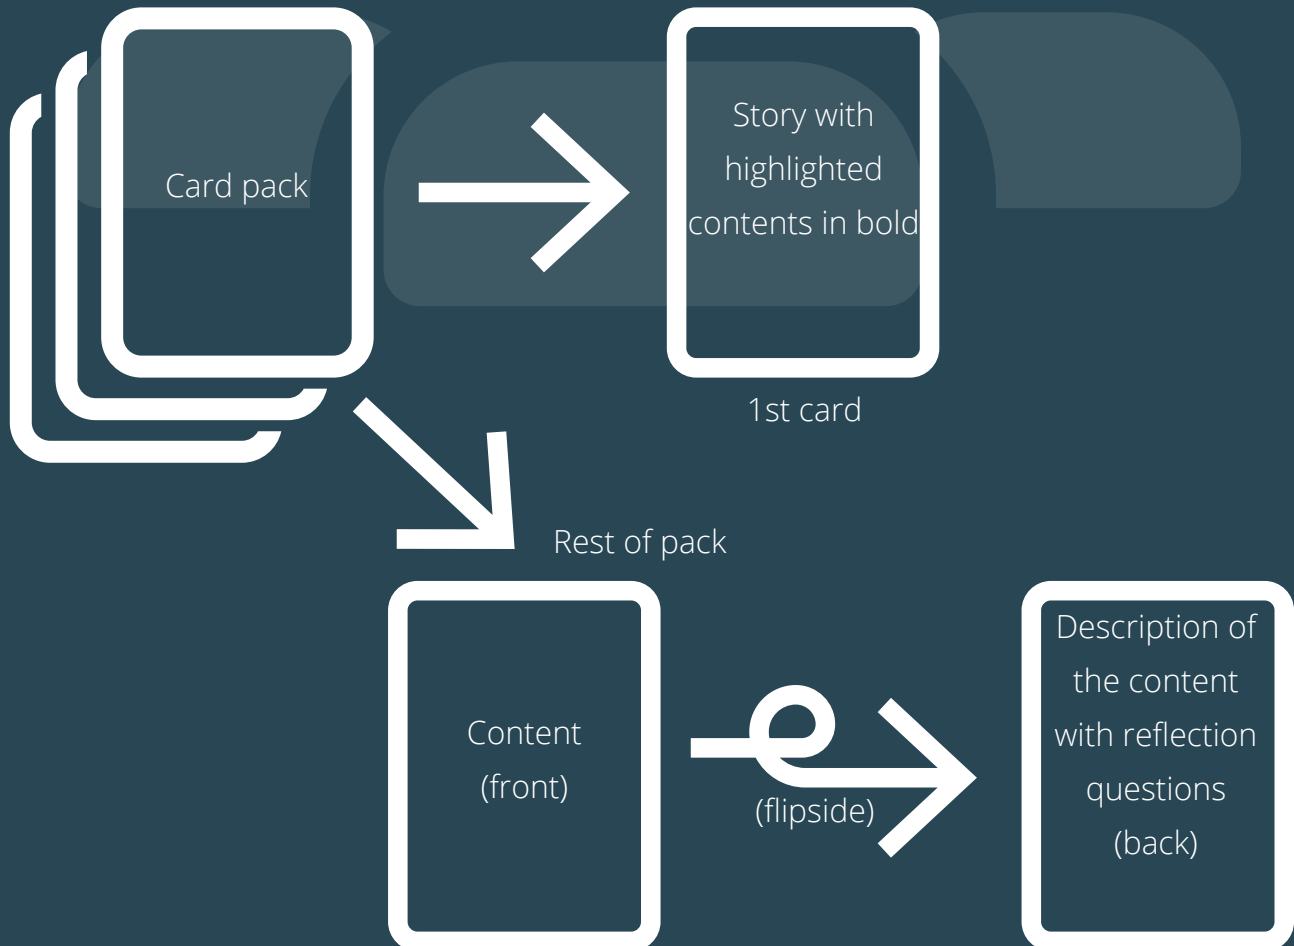 Card pack
Story with
highlighted
contents in bold
1st card
Rest of pack
Content
(front)
(flipside)
Description of
the content
with reflection
questions
(back)